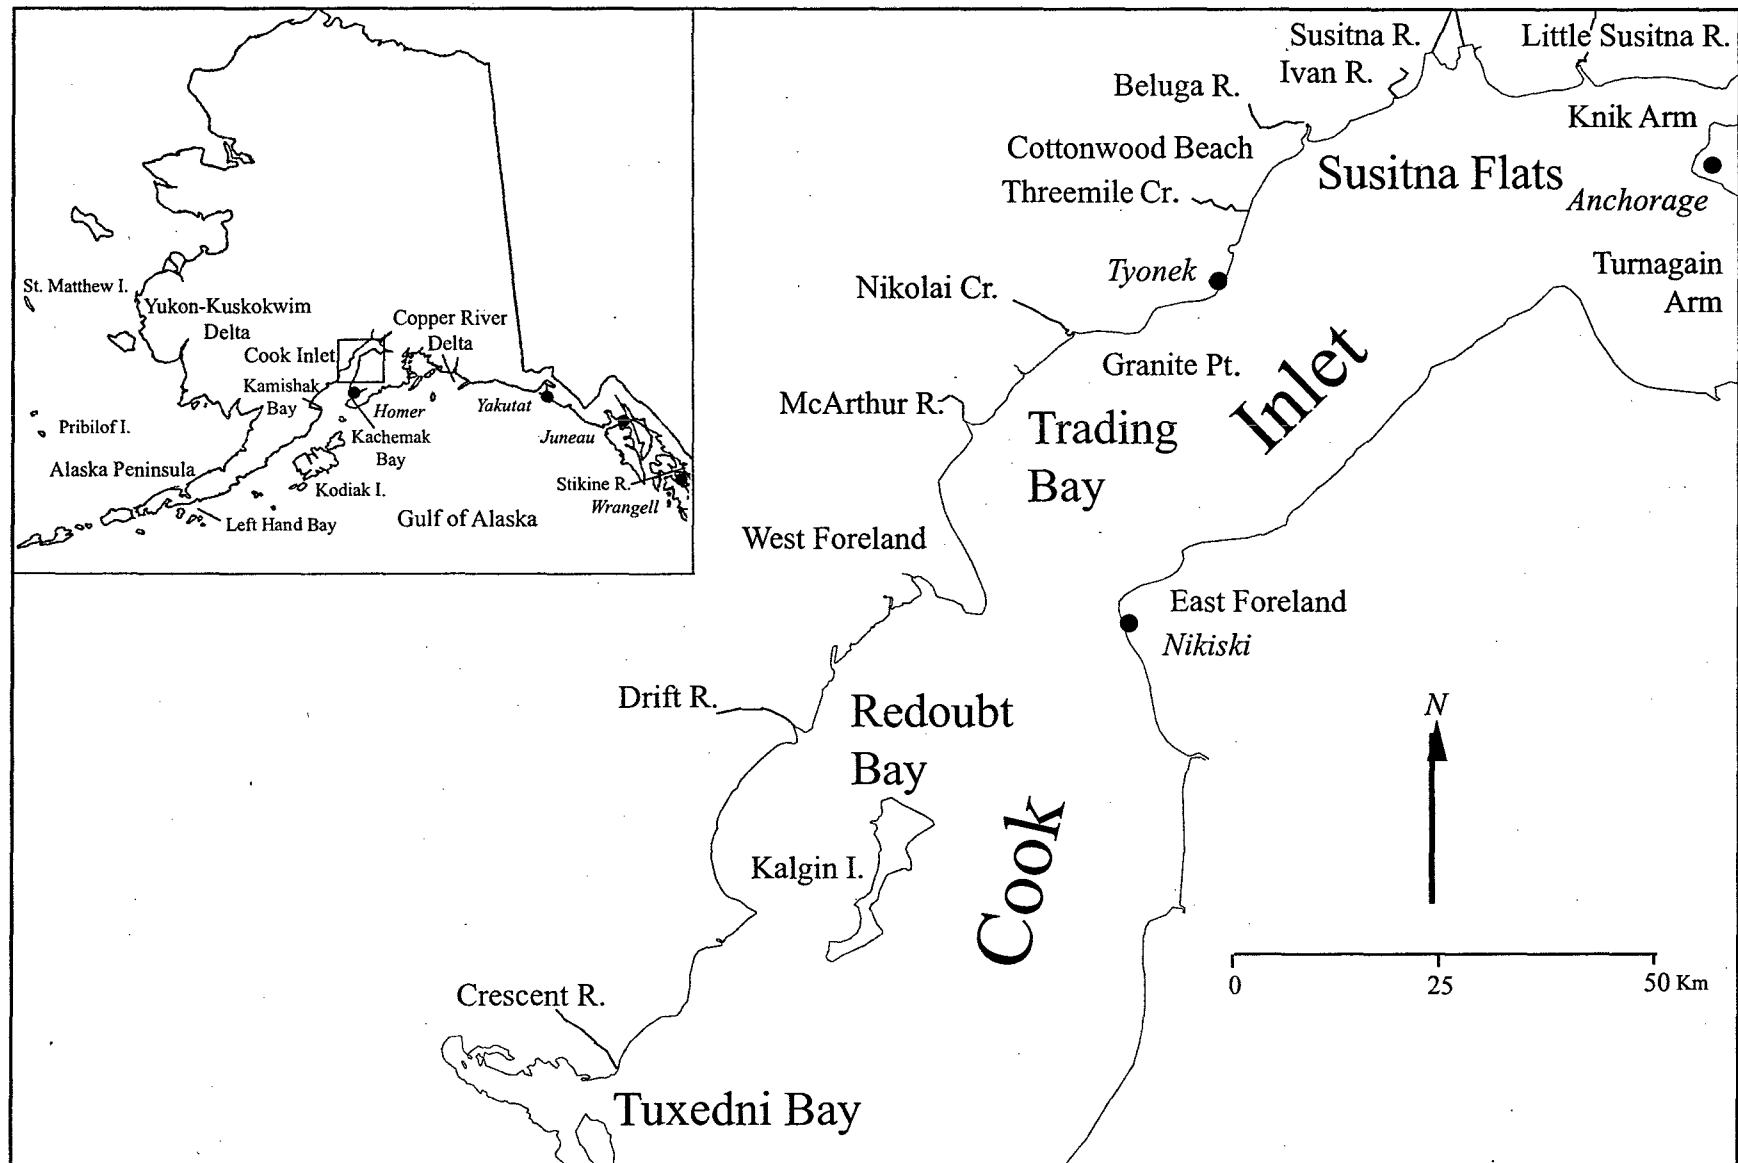 St. Matthew I.
Yukon-Kuskokwim
Delta
Copper River
Delta
Cook Inlet
Kamishak
Bay
Homer
Yakutat
Pribilof I.
Kachemak
Bay
Juneau
Alaska Peninsula
Kodiak I.
Stikine R.
Wrangell
Left Hand Bay
Gulf of Alaska
Susitna R.
Little Susitna R.
Ivan R.
Beluga R.
Knik Arm
Cottonwood Beach
Susitna Flats
Threemile Cr.
Anchorage
Tyonek
Turnagain
Arm
Nikolai Cr.
Granite Pt.
McArthur R.
Trading
Bay
Inlet
West Foreland
East Foreland
Nikiski
Drift R.
Redoubt
Bay
N
Kalgin I.
Cook
0 25 50 Km
Crescent R.
Tuxedni Bay